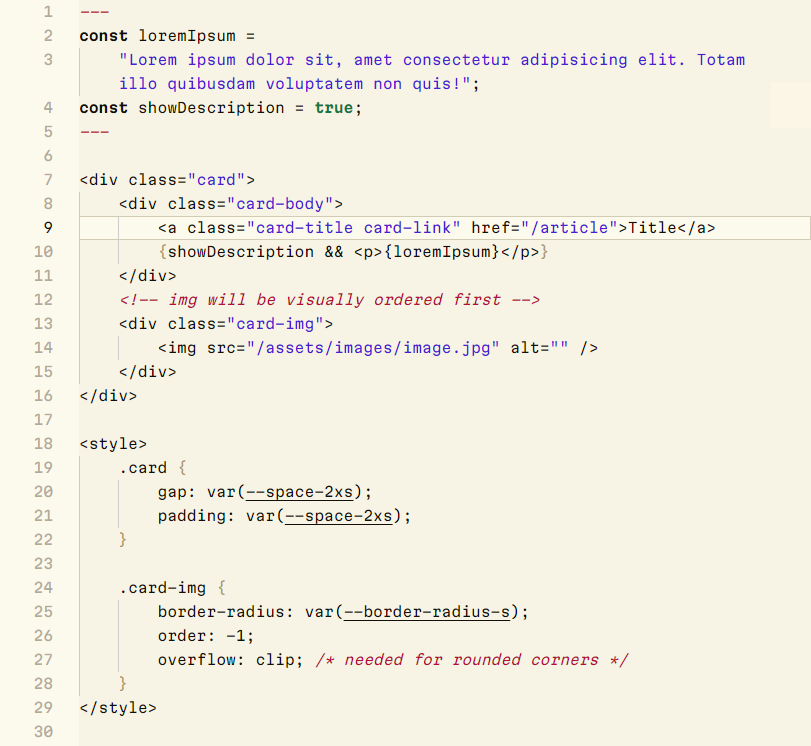 1 ---
2 const loremIpsum =
3     "Lorem ipsum dolor sit, amet consectetur adipisicing elit. Totam
    illo quibusdam voluptatem non quis!";
4 const showDescription = true;
5 ---
6
7 <div class="card">
8     <div class="card-body">
9         <a class="card-title card-link" href="/article">Title</a>
10         {showDescription && <p>{loremIpsum}</p>}
11     </div>
12     <!-- img will be visually ordered first -->
13     <div class="card-img">
14         <img src="/assets/images/image.jpg" alt="" />
15     </div>
16 </div>
17
18 <style>
19     .card {
20         gap: var(--space-2xs);
21         padding: var(--space-2xs);
22     }
23
24     .card-img {
25         border-radius: var(--border-radius-s);
26         order: -1;
27         overflow: clip; /* needed for rounded corners */
28     }
29 </style>
30